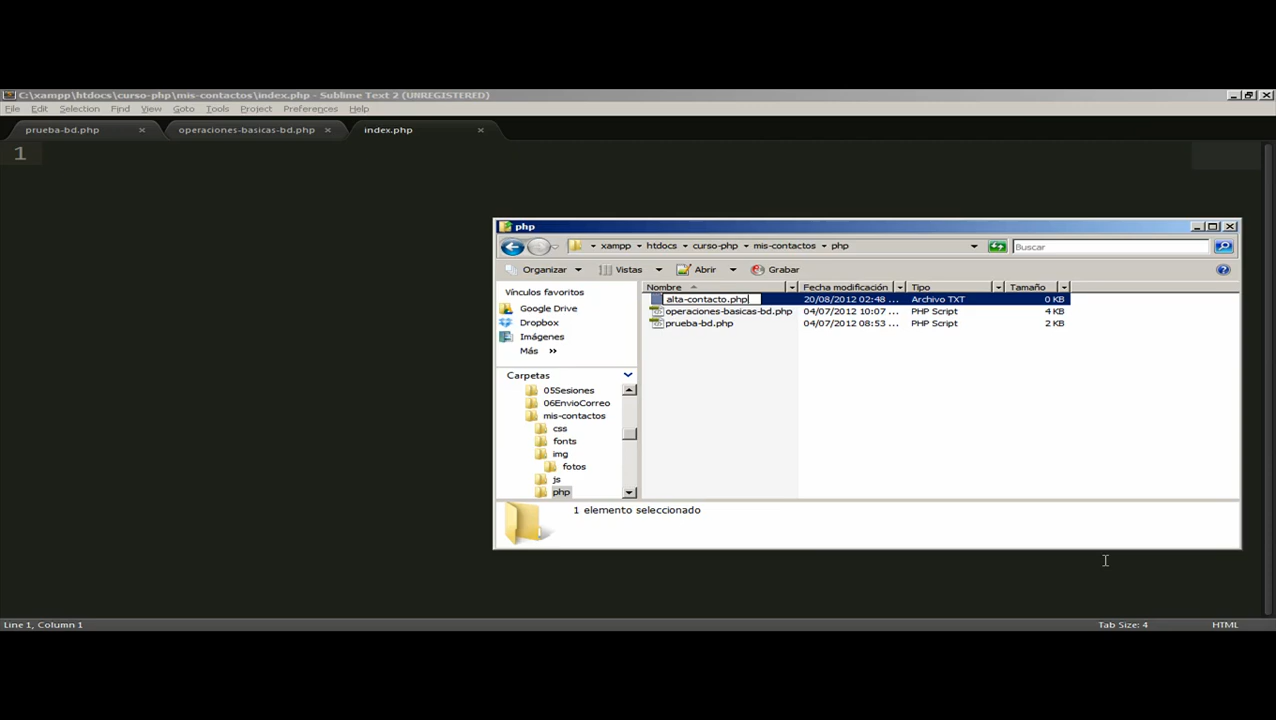 C:\xampp\htdocs\curso-php\mis-contactos\index.php - Sublime Text 2 (UNREGISTERED)
File Edit Selection Find View Goto Tools Project Preferences Help
prueba-bd.php operaciones-basicas-bd.php index.php
1
php
xampp htdocs curso-php mis-contactos php Buscar
Organizar Vistas Abrir Grabar
Vínculos favoritos
Google Drive
Dropbox
Imágenes
Más
Carpetas
05Sesiones
06EnvioCorreo
mis-contactos
css
fonts
img
fotos
js
php
Nombre Fecha modificación Tipo Tamaño
alta-contacto.php 20/08/2012 02:48 ... Archivo TXT 0 KB
operaciones-basicas-bd.php 04/07/2012 10:07 ... PHP Script 4 KB
prueba-bd.php 04/07/2012 08:53 ... PHP Script 2 KB
1 elemento seleccionado
Line 1, Column 1 Tab Size: 4 HTML